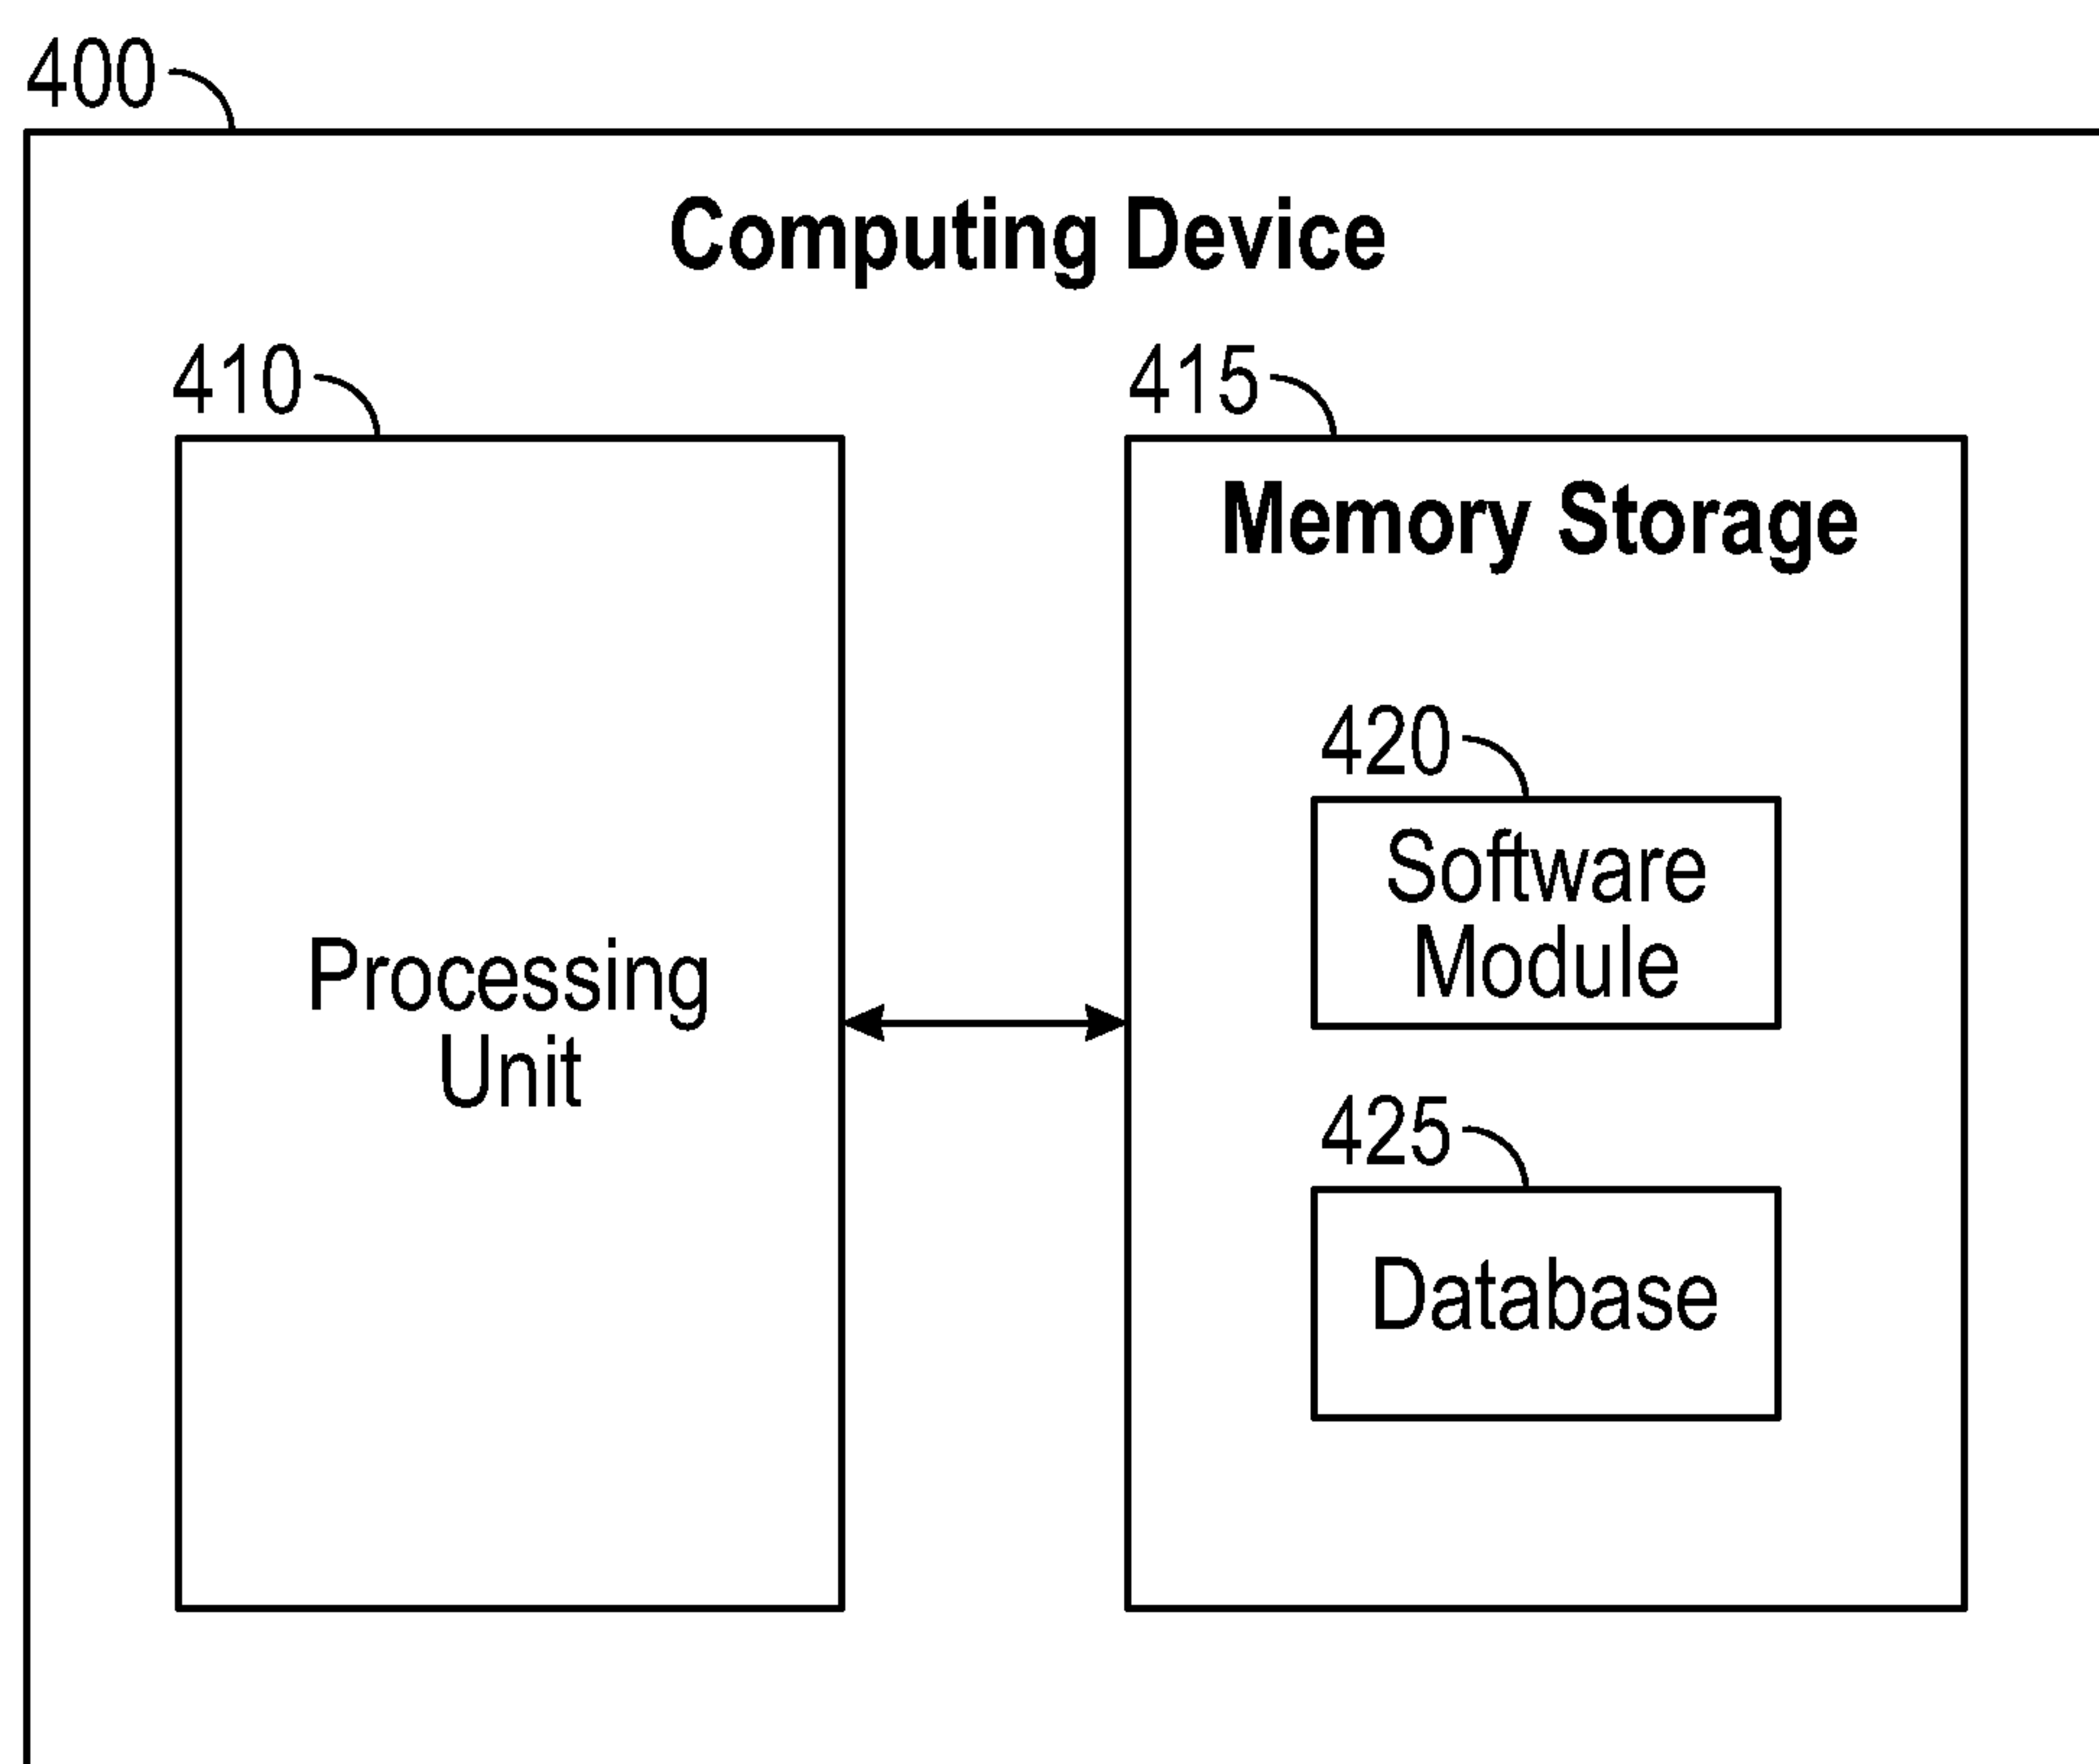 400
Computing Device
410
Processing
Unit
415
Memory Storage
420
Software
Module
425
Database